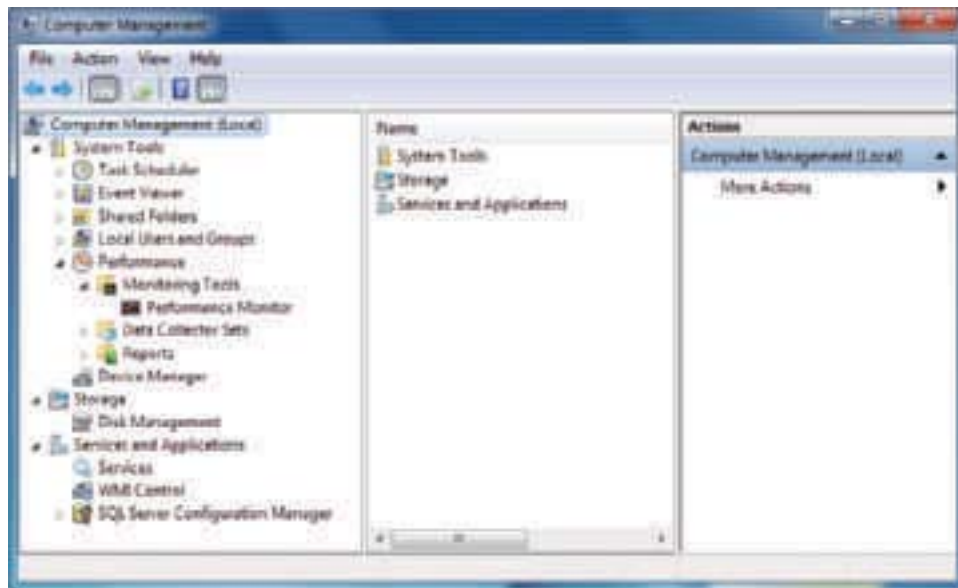 Computer Management
File Action View Help
Computer Management (Local)
System Tools
Task Scheduler
Event Viewer
Shared Folders
Local Users and Groups
Performance
Monitoring Tools
Performance Monitor
Data Collector Sets
Reports
Device Manager
Storage
Disk Management
Services and Applications
Services
WMI Control
SQL Server Configuration Manager
Name
System Tools
Storage
Services and Applications
Actions
Computer Management (Local)
More Actions